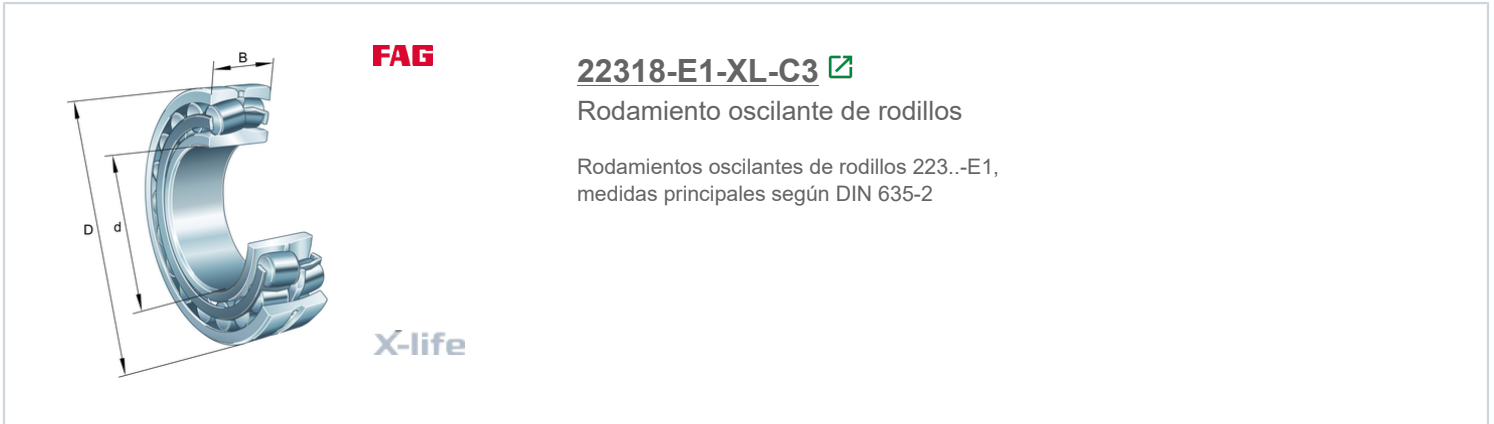 B
FAG
22318-E1-XL-C3
Rodamiento oscilante de rodillos
Rodamientos oscilantes de rodillos 223..-E1,
medidas principales según DIN 635-2
D
d
X-life